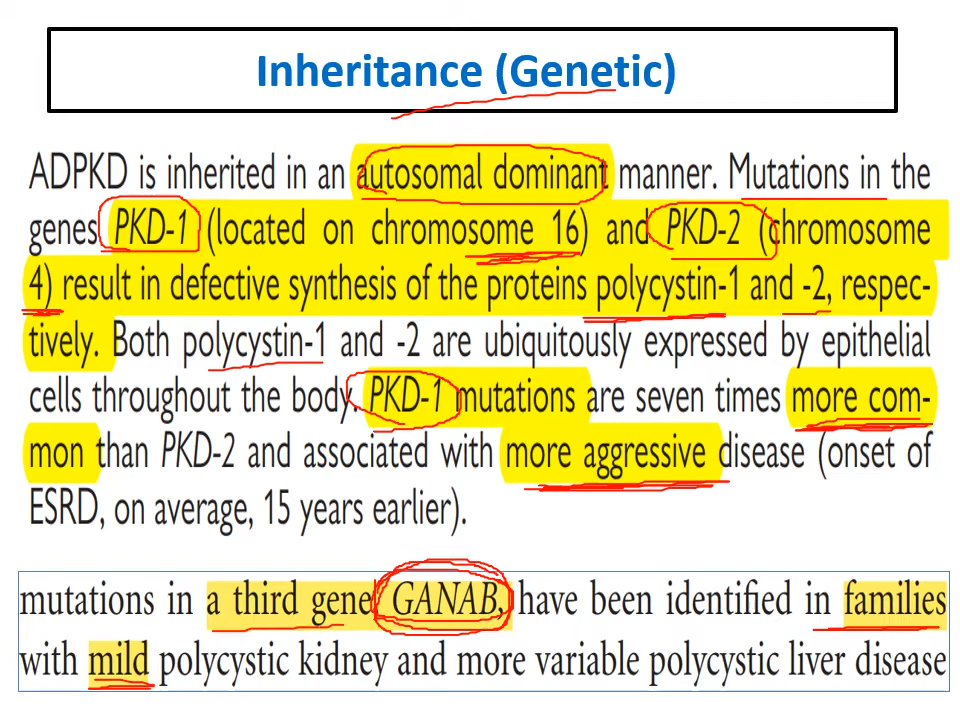 Inheritance (Genetic)
ADPKD is inherited in an autosomal dominant manner. Mutations in the
genes PKD-1 (located on chromosome 16) and PKD-2 (chromosome
4) result in defective synthesis of the proteins polycystin-1 and -2, respec-
tively. Both polycystin-1 and -2 are ubiquitously expressed by epithelial
cells throughout the body. PKD-1 mutations are seven times more com-
mon than PKD-2 and associated with more aggressive disease (onset of
ESRD, on average, 15 years earlier).
mutations in a third gene GANAB, have been identified in families
with mild polycystic kidney and more variable polycystic liver disease